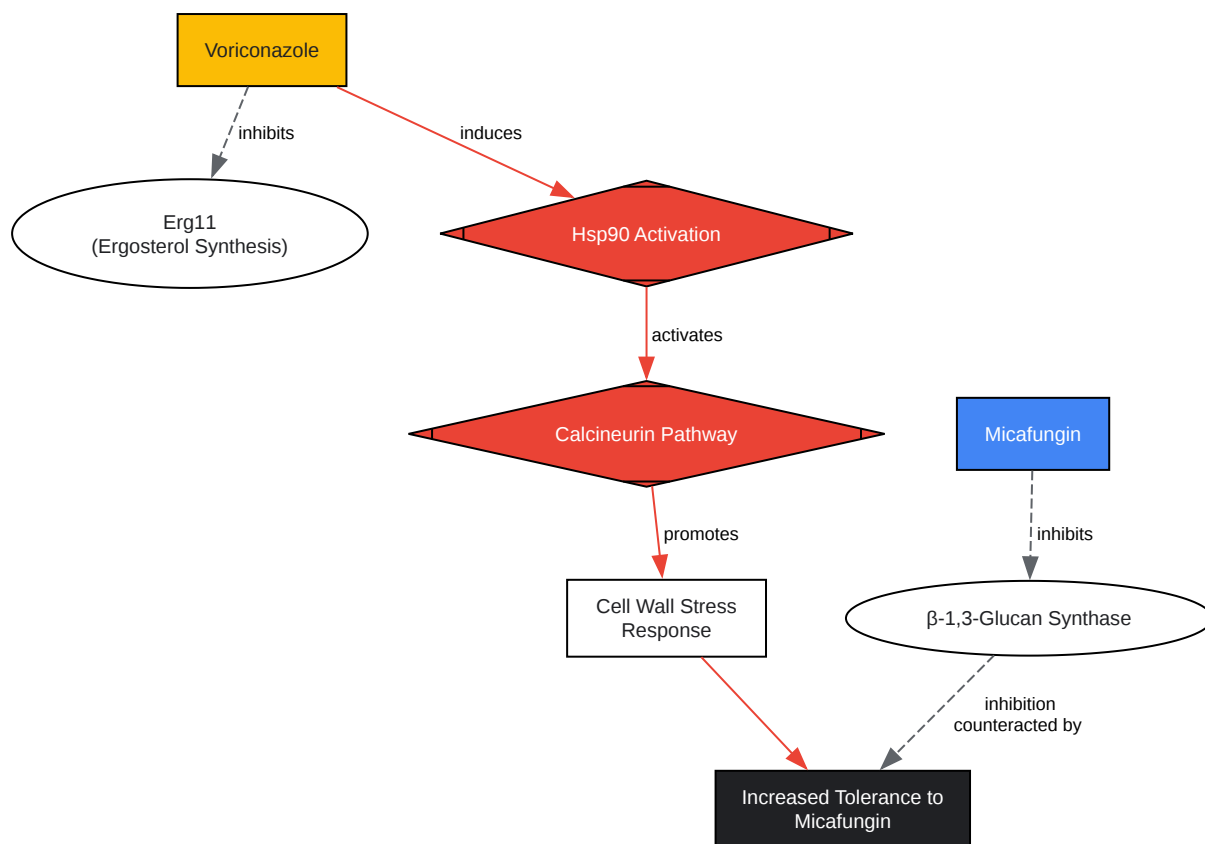 Voriconazole
inhibits
induces
Erg11
(Ergosterol Synthesis)
Hsp90 Activation
activates
Calcineurin Pathway
Micafungin
promotes
inhibits
Cell Wall Stress
Response
β-1,3-Glucan Synthase
inhibition
counteracted by
Increased Tolerance to
Micafungin